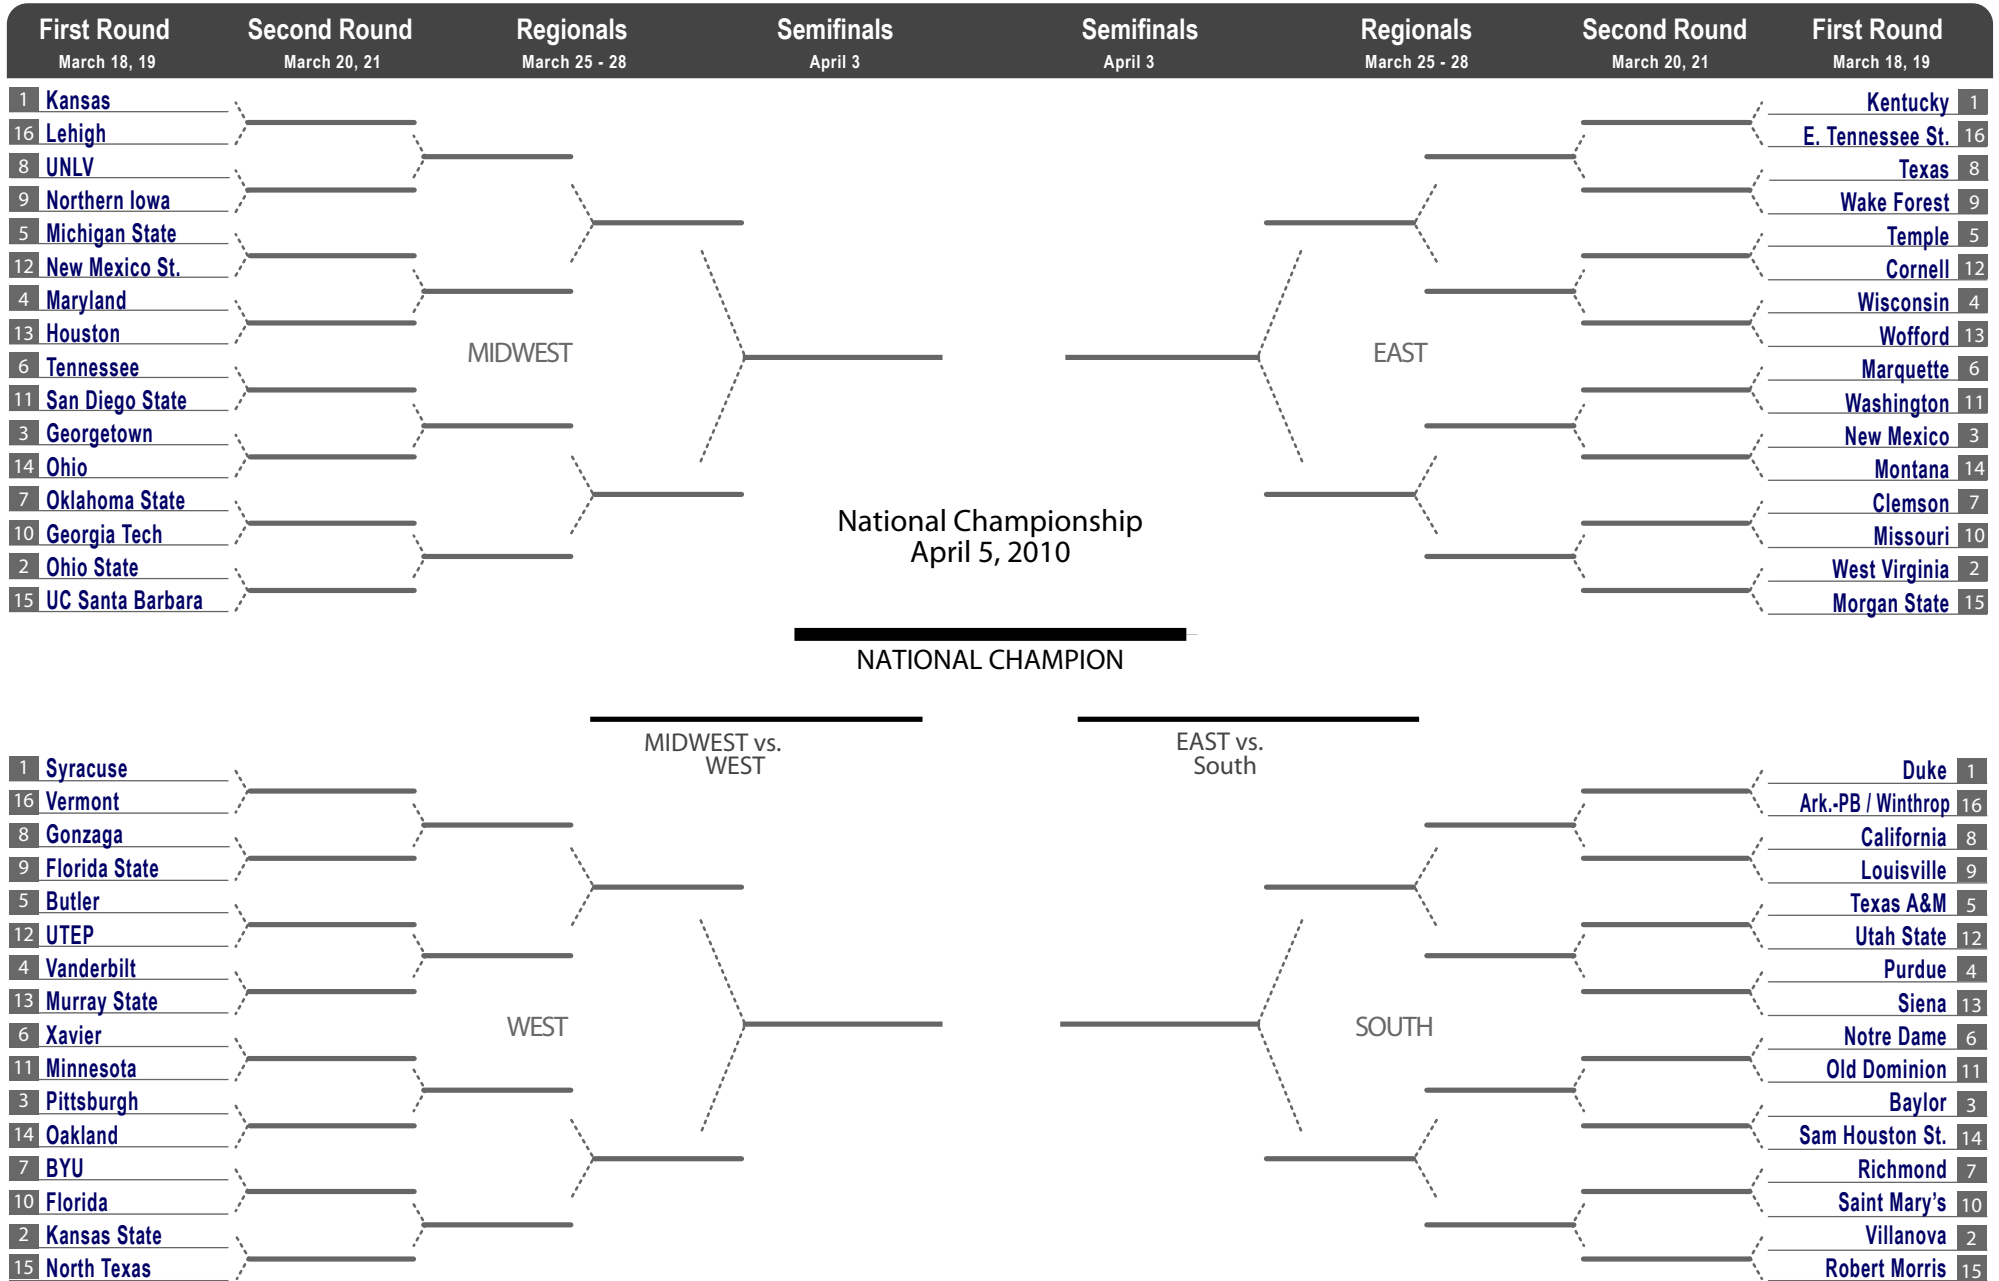 First Round Second Round Regionals Semifinals Semifinals Regionals Second Round First Round
March 18, 19 March 20, 21 March 25 - 28 April 3 April 3 March 25 - 28 March 20, 21 March 18, 19
1 Kansas
16 Lehigh
8 UNLV
9 Northern Iowa
5 Michigan State
12 New Mexico St.
4 Maryland
13 Houston
6 Tennessee
11 San Diego State
3 Georgetown
14 Ohio
7 Oklahoma State
10 Georgia Tech
2 Ohio State
15 UC Santa Barbara
MIDWEST
Kentucky 1
E. Tennessee St. 16
Texas 8
Wake Forest 9
Temple 5
Cornell 12
Wisconsin 4
Wofford 13
Marquette 6
Washington 11
New Mexico 3
Montana 14
Clemson 7
Missouri 10
West Virginia 2
Morgan State 15
EAST
National Championship
April 5, 2010
NATIONAL CHAMPION
MIDWEST vs.
WEST
EAST vs.
South
1 Syracuse
16 Vermont
8 Gonzaga
9 Florida State
5 Butler
12 UTEP
4 Vanderbilt
13 Murray State
6 Xavier
11 Minnesota
3 Pittsburgh
14 Oakland
7 BYU
10 Florida
2 Kansas State
15 North Texas
WEST
Duke 1
Ark.-PB / Winthrop 16
California 8
Louisville 9
Texas A&M 5
Utah State 12
Purdue 4
Siena 13
Notre Dame 6
Old Dominion 11
Baylor 3
Sam Houston St. 14
Richmond 7
Saint Mary's 10
Villanova 2
Robert Morris 15
SOUTH